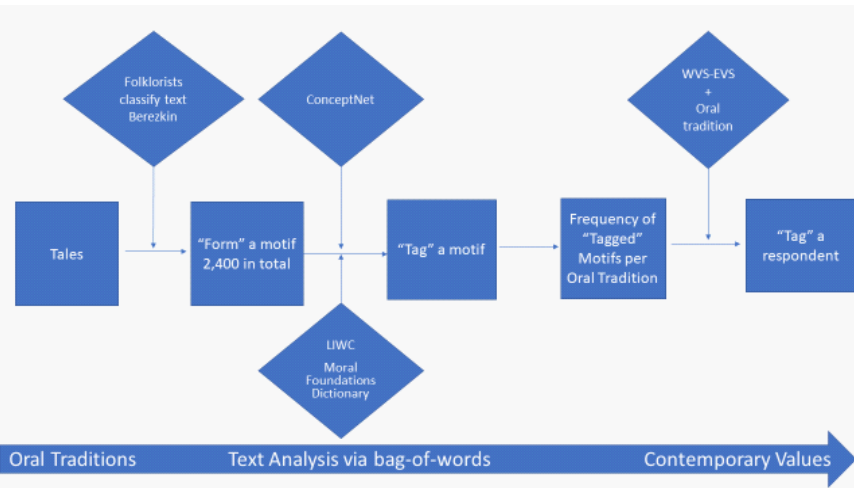 Folklorists
classify text
Berezkin
ConceptNet
WVS-EVS
+
Oral
tradition
Tales
“Form” a motif
2,400 in total
“Tag” a motif
Frequency of
“Tagged”
Motifs per
Oral Tradition
“Tag” a
respondent
LIWC
Moral
Foundations
Dictionary
Oral Traditions
Text Analysis via bag-of-words
Contemporary Values